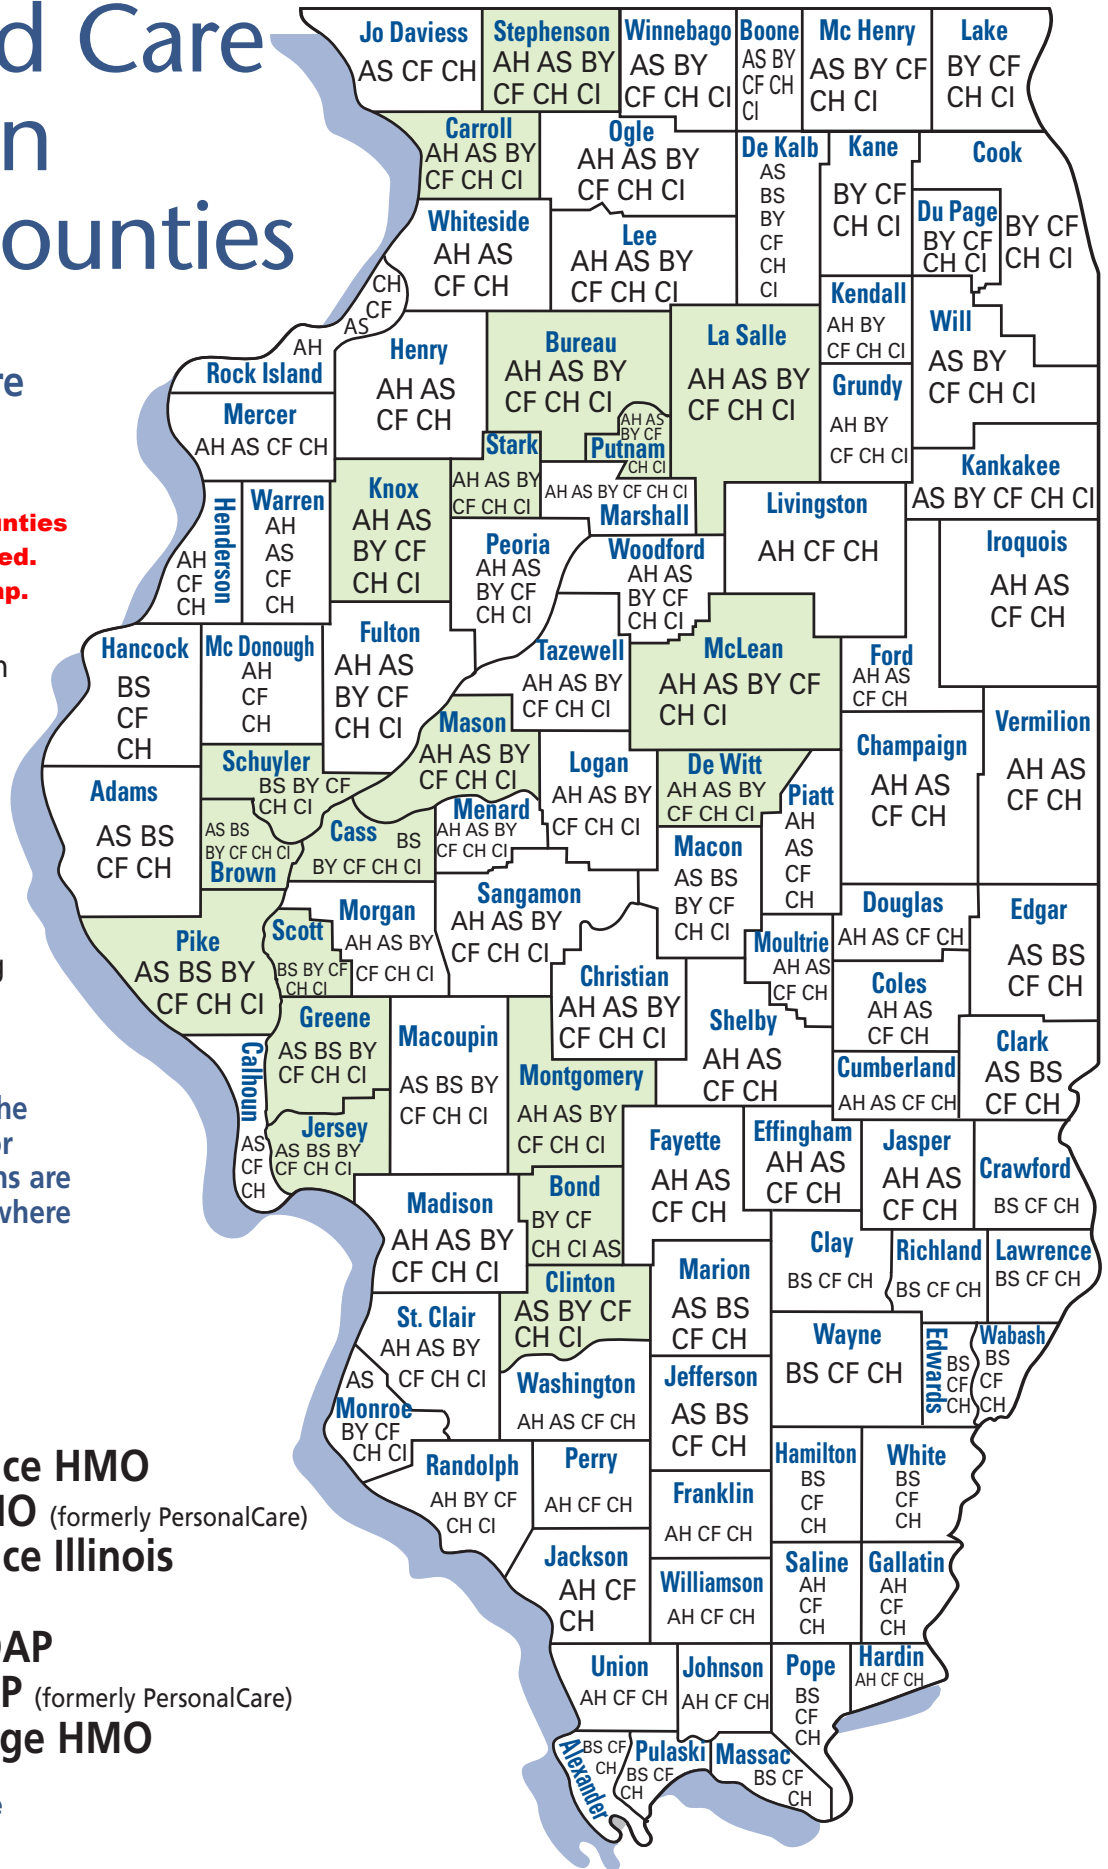 d Care
n
ounties
re
unties
ed.
ap.
n
g
he
or
ns are
where
ce HMO
MO (formerly PersonalCare)
ce Illinois
OAP
P (formerly PersonalCare)
ge HMO
e
Jo Daviess
AS CF CH
Stephenson
AH AS BY
CF CH CI
Winnebago
AS BY
CF CH CI
Boone
AS BY
CF CH
CI
Mc Henry
AS BY CF
CH CI
Lake
BY CF
CH CI
Carroll
AH AS BY
CF CH CI
Ogle
AH AS BY
CF CH CI
De Kalb
AS
BS
BY
CF
CH
CI
Kane
BY CF
CH CI
Cook
BY CF
CH CI
Du Page
BY CF
CH CI
Whiteside
AH AS
CF CH
Lee
AH AS BY
CF CH CI
Kendall
AH BY
CF CH CI
Will
AS BY
CF CH CI
CH
CF
AS
AH
Rock Island
Henry
AH AS
CF CH
Bureau
AH AS BY
CF CH CI
La Salle
AH AS BY
CF CH CI
Grundy
AH BY
CF CH CI
Mercer
AH AS CF CH
Stark
AH AS BY
CF CH CI
AH AS
BY CF
Putnam
CH CI
Kankakee
AS BY CF CH CI
Henderson
AH
CF
CH
Warren
AH
AS
CF
CH
Knox
AH AS
BY CF
CH CI
AH AS BY CF CH CI
Marshall
Livingston
AH CF CH
Peoria
AH AS
BY CF
CH CI
Woodford
AH AS
BY CF
CH CI
Iroquois
AH AS
CF CH
Hancock
BS
CF
CH
Mc Donough
AH
CF
CH
Fulton
AH AS
BY CF
CH CI
Tazewell
AH AS BY
CF CH CI
McLean
AH AS BY CF
CH CI
Ford
AH AS
CF CH
Vermilion
AH AS
CF CH
Champaign
AH AS
CF CH
Mason
AH AS BY
CF CH CI
Schuyler
BS BY CF
CH CI
Logan
AH AS BY
CF CH CI
De Witt
AH AS BY
CF CH CI
Piatt
AH
AS
CF
CH
Adams
AS BS
CF CH
AS BS
BY CF CH CI
Brown
Cass
BS
BY CF CH CI
Menard
AH AS BY
CF CH CI
Macon
AS BS
BY CF
CH CI
Sangamon
AH AS BY
CF CH CI
Douglas
AH AS CF CH
Edgar
AS BS
CF CH
Pike
AS BS BY
CF CH CI
Scott
BS BY CF
CH CI
Morgan
AH AS BY
CF CH CI
Christian
AH AS BY
CF CH CI
Moultrie
AH AS
CF CH
Coles
AH AS
CF CH
Greene
AS BS BY
CF CH CI
Macoupin
AS BS BY
CF CH CI
Shelby
AH AS
CF CH
Clark
AS BS
CF CH
Calhoun
AS
CF
CH
Montgomery
AH AS BY
CF CH CI
Cumberland
AH AS CF CH
Jersey
AS BS BY
CF CH CI
Fayette
AH AS
CF CH
Effingham
AH AS
CF CH
Jasper
AH AS
CF CH
Crawford
BS CF CH
Madison
AH AS BY
CF CH CI
Bond
BY CF
CH CI AS
Clay
BS CF CH
Richland
BS CF CH
Lawrence
BS CF CH
Clinton
AS BY CF
CH CI
Marion
AS BS
CF CH
St. Clair
AH AS BY
CF CH CI
Wayne
BS CF CH
Edwards
BS
CF
CH
Wabash
BS
CF
CH
AS
Monroe
BY CF
CH CI
Washington
AH AS CF CH
Jefferson
AS BS
CF CH
Randolph
AH BY CF
CH CI
Perry
AH CF CH
Hamilton
BS
CF
CH
White
BS
CF
CH
Franklin
AH CF CH
Jackson
AH CF
CH
Williamson
AH CF CH
Saline
AH
CF
CH
Gallatin
AH
CF
CH
Union
AH CF CH
Johnson
AH CF CH
Pope
BS
CF
CH
Hardin
AH CF CH
Alexander
BS CF
CH
Pulaski
BS CF
CH
Massac
BS CF
CH